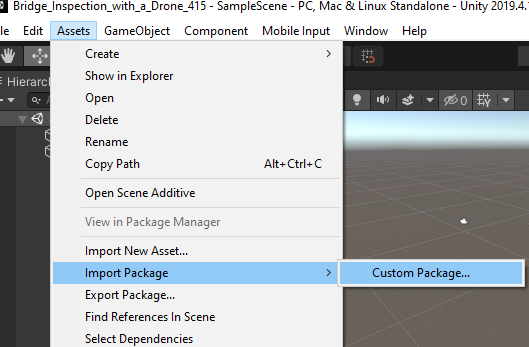 Bridge_Inspection_with_a_Drone_415 - SampleScene - PC, Mac & Linux Standalone - Unity 2019.4.1
Edit Assets GameObject Component Mobile Input Window Help
Hierarch
A
0
Create
Show in Explorer
Open
Delete
Rename
Copy Path Alt+Ctrl+C
Open Scene Additive
View in Package Manager
Import New Asset...
Import Package Custom Package...
Export Package...
Find References In Scene
Select Dependencies